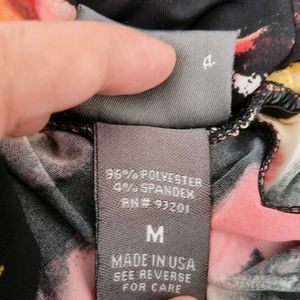 96% POLYESTER
4% SPANDEX
RN# 93201
M
MADE IN USA
SEE REVERSE
FOR CARE